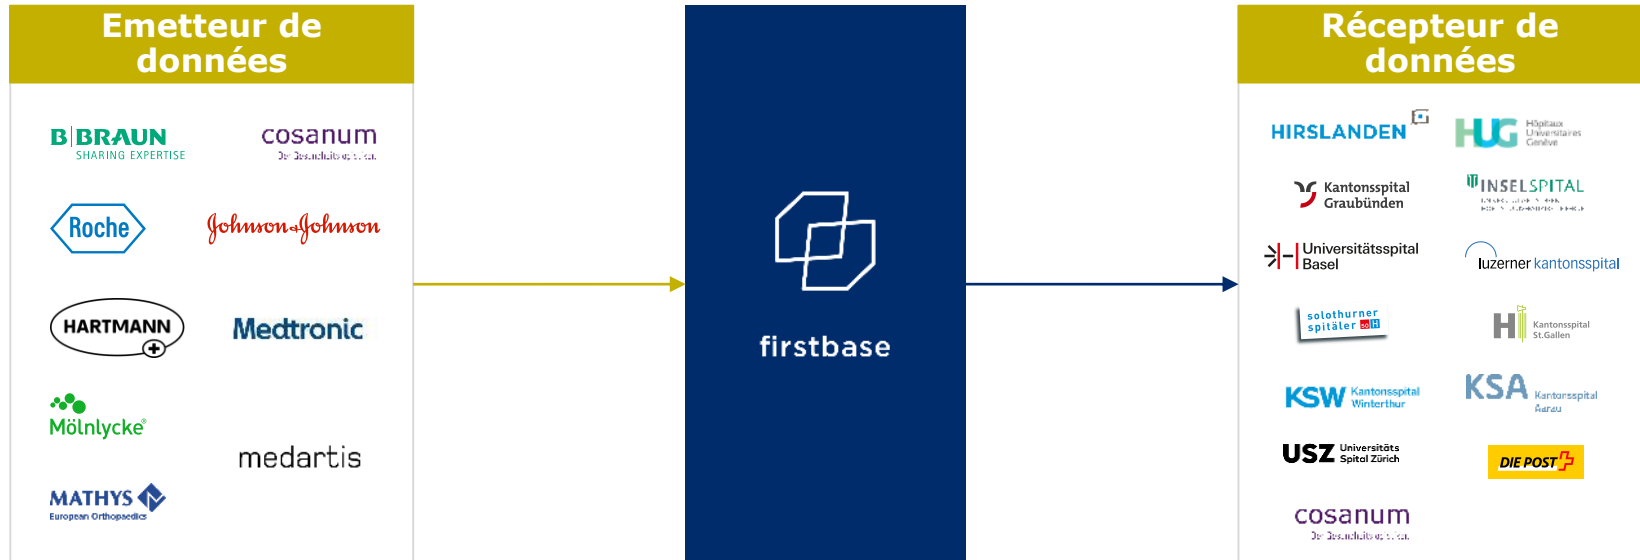 Emetteur de
données
B|BRAUN
SHARING EXPERTISE
cosanum
Roche
Johnson & Johnson
HARTMANN
Medtronic
Mölnlycke®
medartis
MATHYS
European Orthopaedics
firstbase
Récepteur de
données
HIRSLANDEN
HUG
Hôpitaux
Universitaires
Genève
Kantonsspital
Graubünden
INSELSPITAL
Universitätsspital
Basel
luzerner kantonsspital
solothurner
spitäler soH
Kantonsspital
St.Gallen
KSW Kantonsspital
Winterthur
KSA Kantonsspital
Aarau
USZ Universitäts
Spital Zürich
DIE POST
cosanum